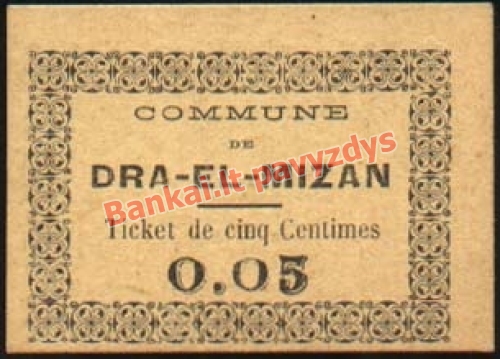 COMMUNE
DE
DRA-EL-MIZAN
Bankai.lt pavyzdys
Ticket de cinq Centimes
0.05